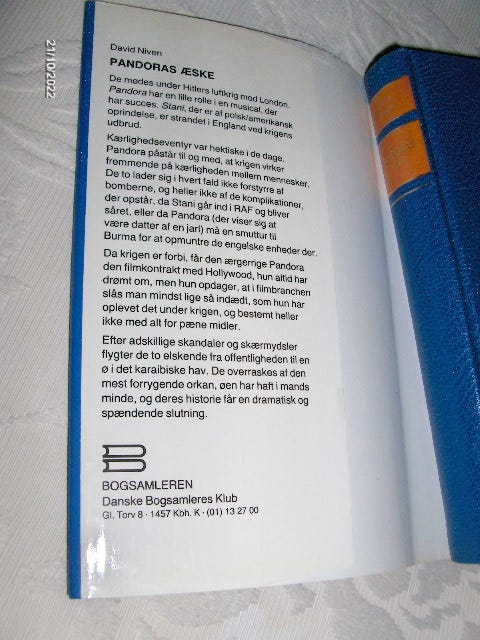 David Niven
PANDORAS ÆSKE
De mødes under Hitlers luftkrig mod London.
Pandora har en lille rolle i en musical, der
har succes. Stani, der er af polsk/amerikansk
oprindelse, er strandet i England ved krigens
udbrud.
Kærlighedseventyr var hektiske i de dage.
Pandora påstår til og med, at krigen virker
fremmende på kærligheden mellem mennesker.
De to lader sig i hvert fald ikke forstyrre af
bomberne, og heller ikke af de komplikationer,
der opstår, da Stani går ind i RAF og bliver
såret, eller da Pandora (der viser sig at
være datter af en jarl) må en smuttur til
Burma for at opmuntre de engelske enheder der.
Da krigen er forbi, får den ærgerrige Pandora
den filmkontrakt med Hollywood, hun altid har
drømt om, men hun opdager, at i filmbranchen
slås man mindst lige så indædt, som hun har
oplevet det under krigen, og bestemt heller
ikke med alt for pæne midler.
Efter adskillige skandaler og skærmydsler
flygter de to elskende fra offentligheden til en
ø i det karaibiske hav. De overraskes af den
mest forrygende orkan, øen har haft i mands
minde, og deres historie får en dramatisk og
spændende slutning.
BOGSAMLEREN
Danske Bogsamleres Klub
Gl. Torv 8 · 1457 Kbh. K · (01) 13 27 00
21/10/2022